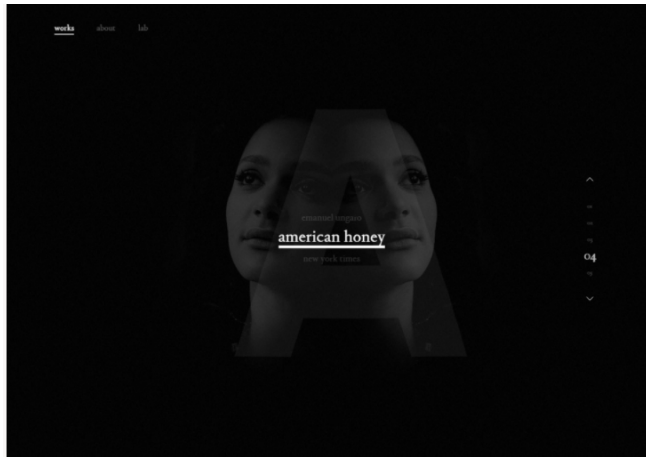 works about lab
emanuel ungaro
american honey
new york times
04